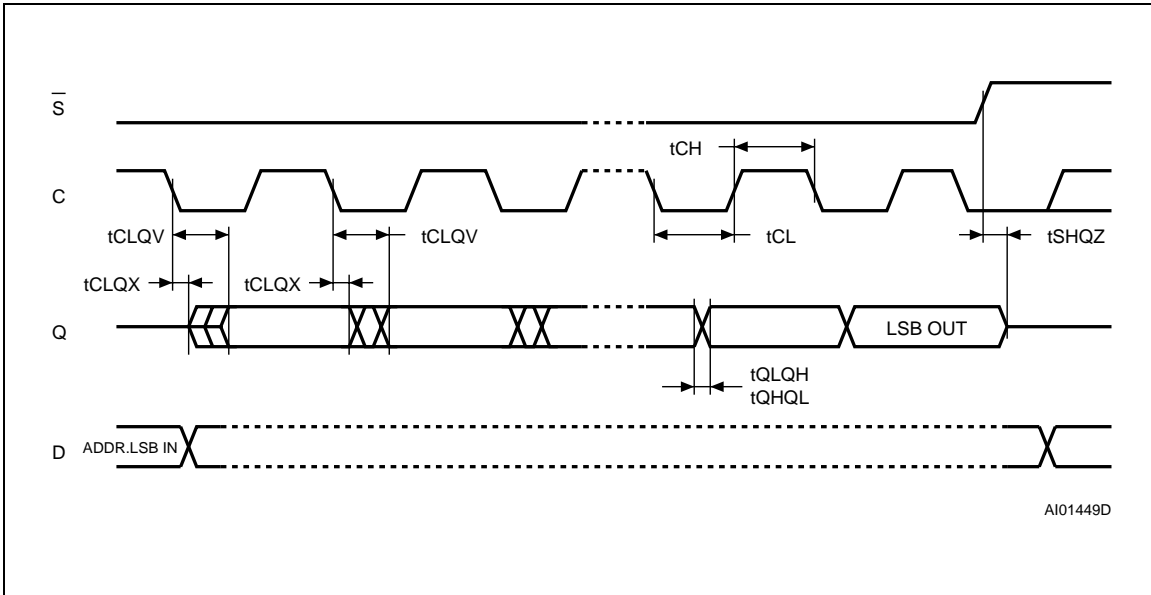 S̅
tCH
C
tCLQV
tCLQV
tCL
tSHQZ
tCLQX
tCLQX
Q
LSB OUT
tQLQH
tQHQL
D
ADDR.LSB IN
AI01449D